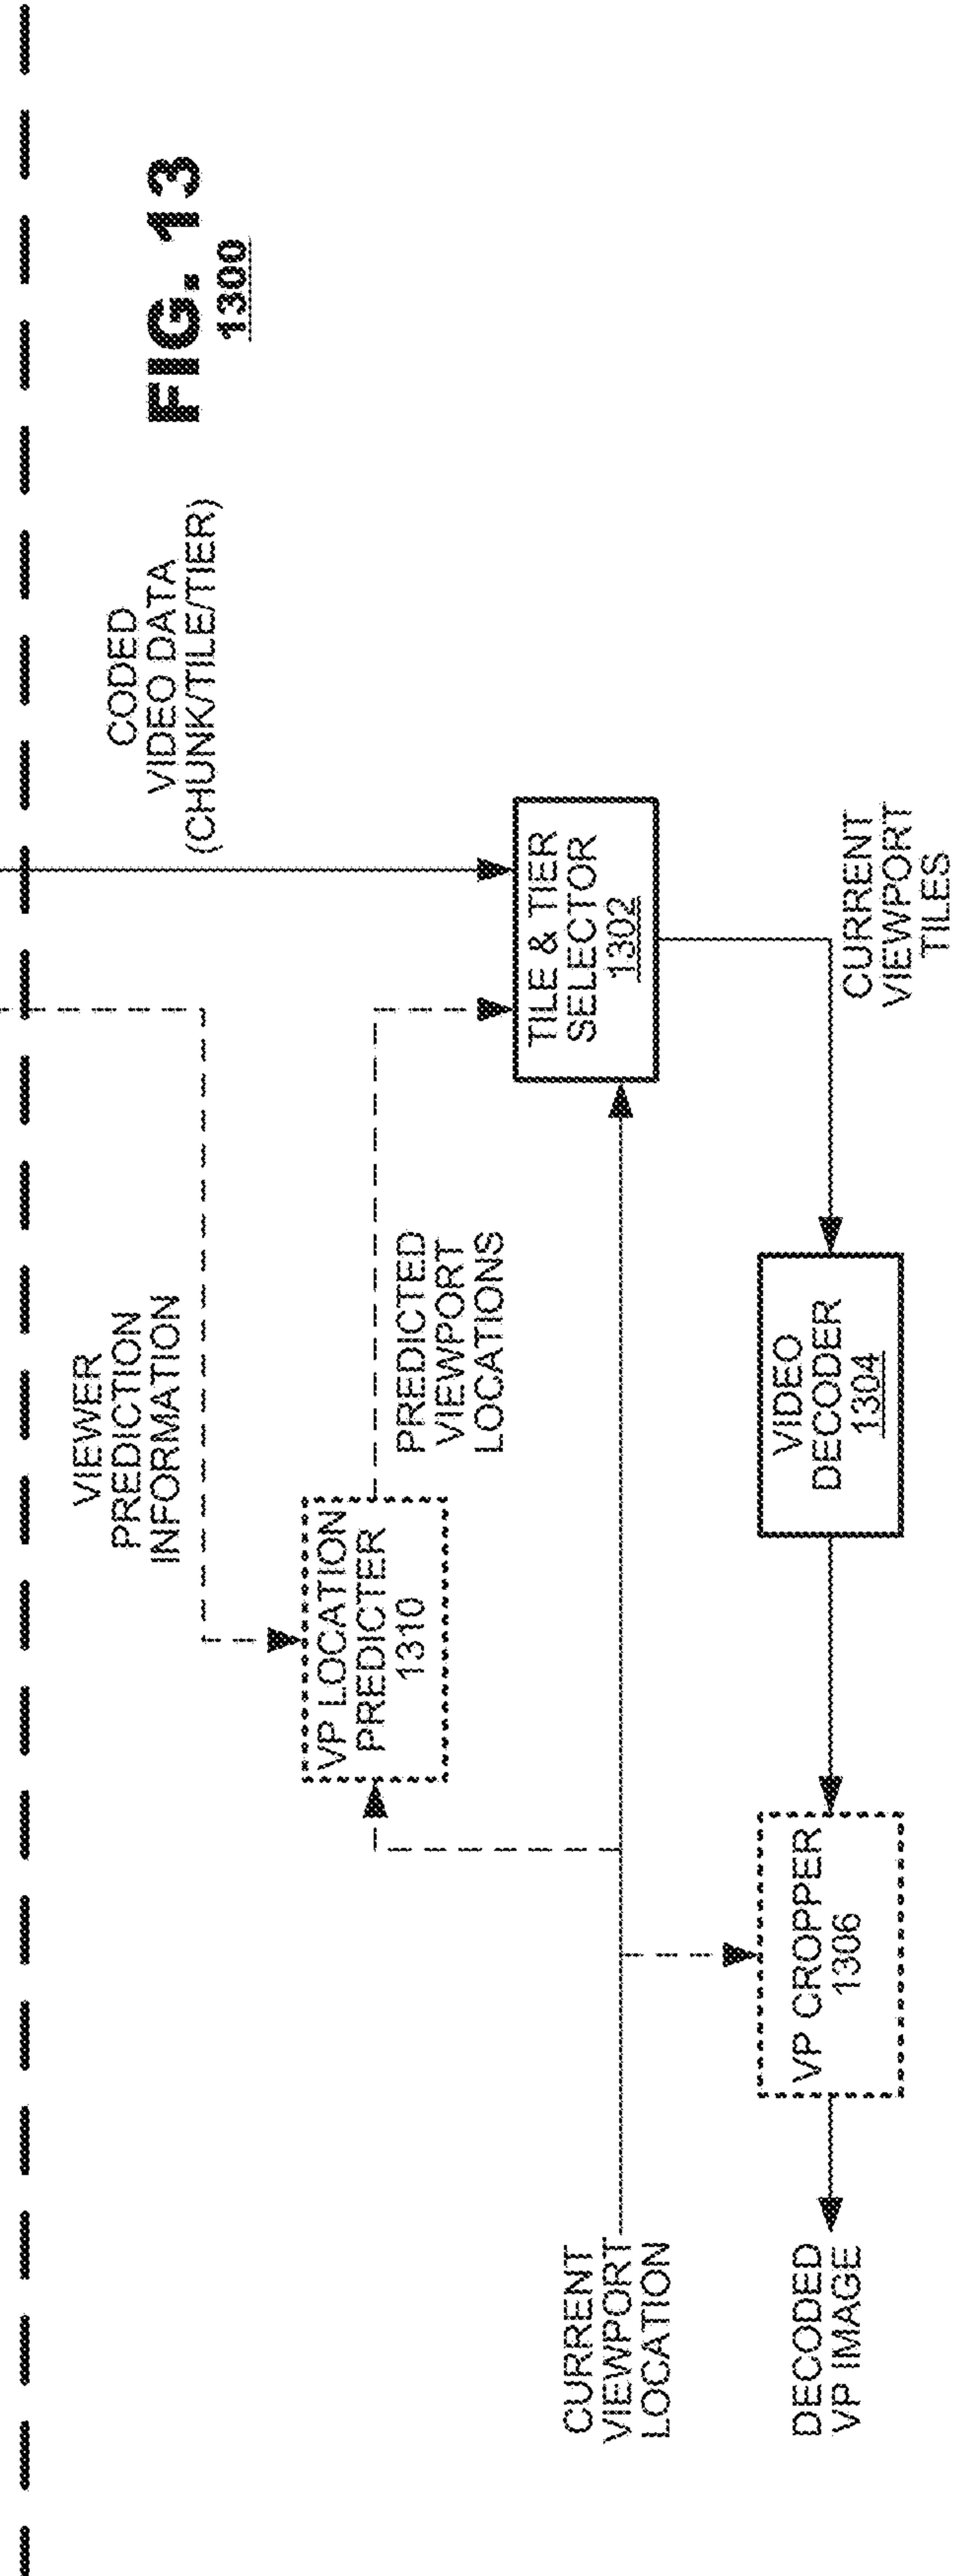 FIG. 13
1300
CODED
VIDEO DATA
(CHUNK/TILE/TIER)
VIEWER
PREDICTION
INFORMATION
VP LOCATION
PREDICTER
1310
PREDICTED
VIEWPORT
LOCATIONS
TILE & TIER
SELECTOR
1302
CURRENT
VIEWPORT
LOCATION
CURRENT
VIEWPORT
TILES
VIDEO
DECODER
1304
VP CROPPER
1306
DECODED
VP IMAGE